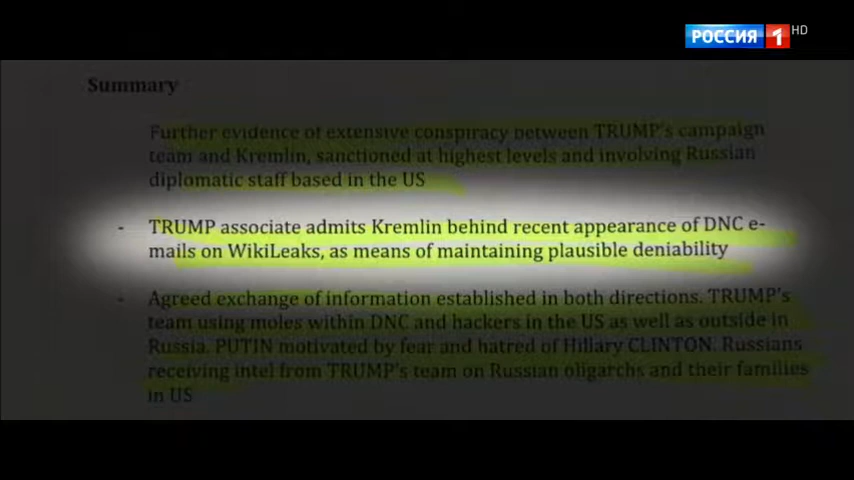 РОССИЯ 1 HD
Summary
Further evidence of extensive conspiracy between TRUMP's campaign
team and Kremlin, sanctioned at highest levels and involving Russian
diplomatic staff based in the US
- TRUMP associate admits Kremlin behind recent appearance of DNC e-
mails on WikiLeaks, as means of maintaining plausible deniability
- Agreed exchange of information established in both directions. TRUMP's
team using moles within DNC and hackers in the US as well as outside in
Russia. PUTIN motivated by fear and hatred of Hillary CLINTON. Russians
receiving intel from TRUMP's team on Russian oligarchs and their families
in US